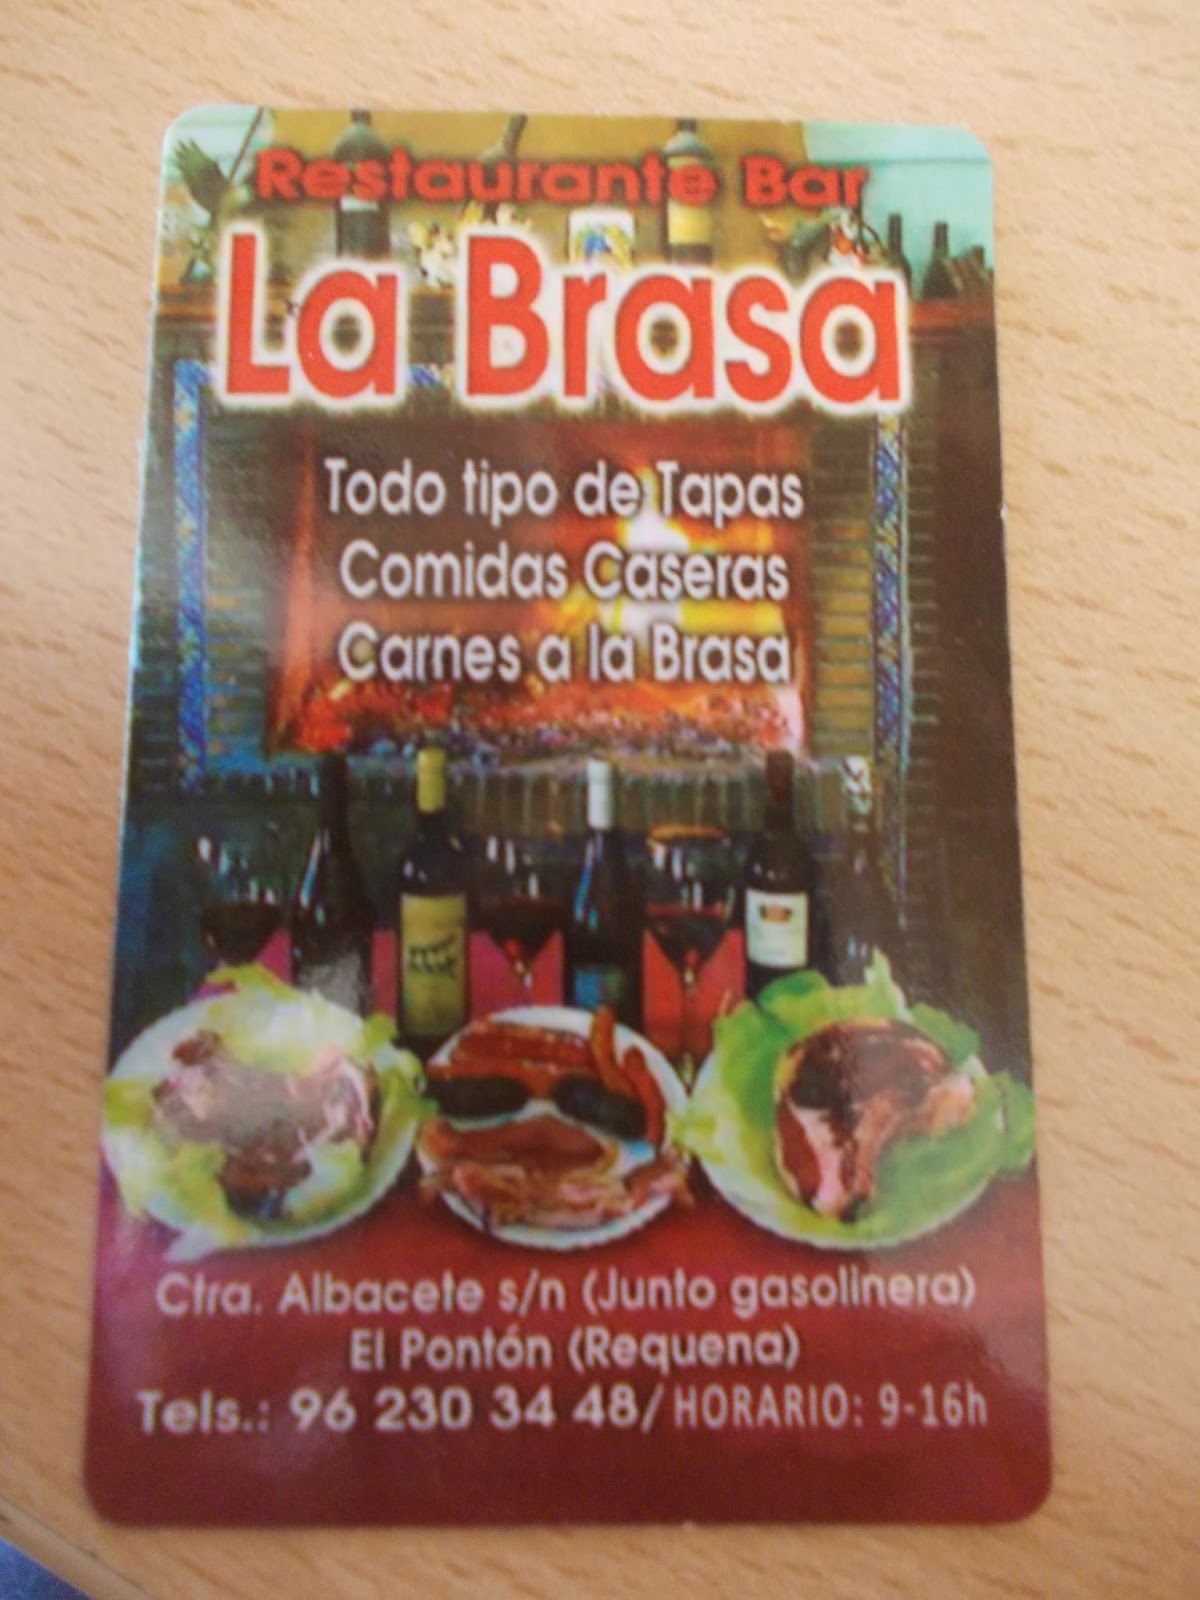 Restaurante Bar
La Brasa
Todo tipo de Tapas
Comidas Caseras
Carnes a la Brasa
Ctra. Albacete s/n (Junto gasolinera)
El Pontón (Requena)
Tels.: 96 230 34 48/HORARIO: 9-16h